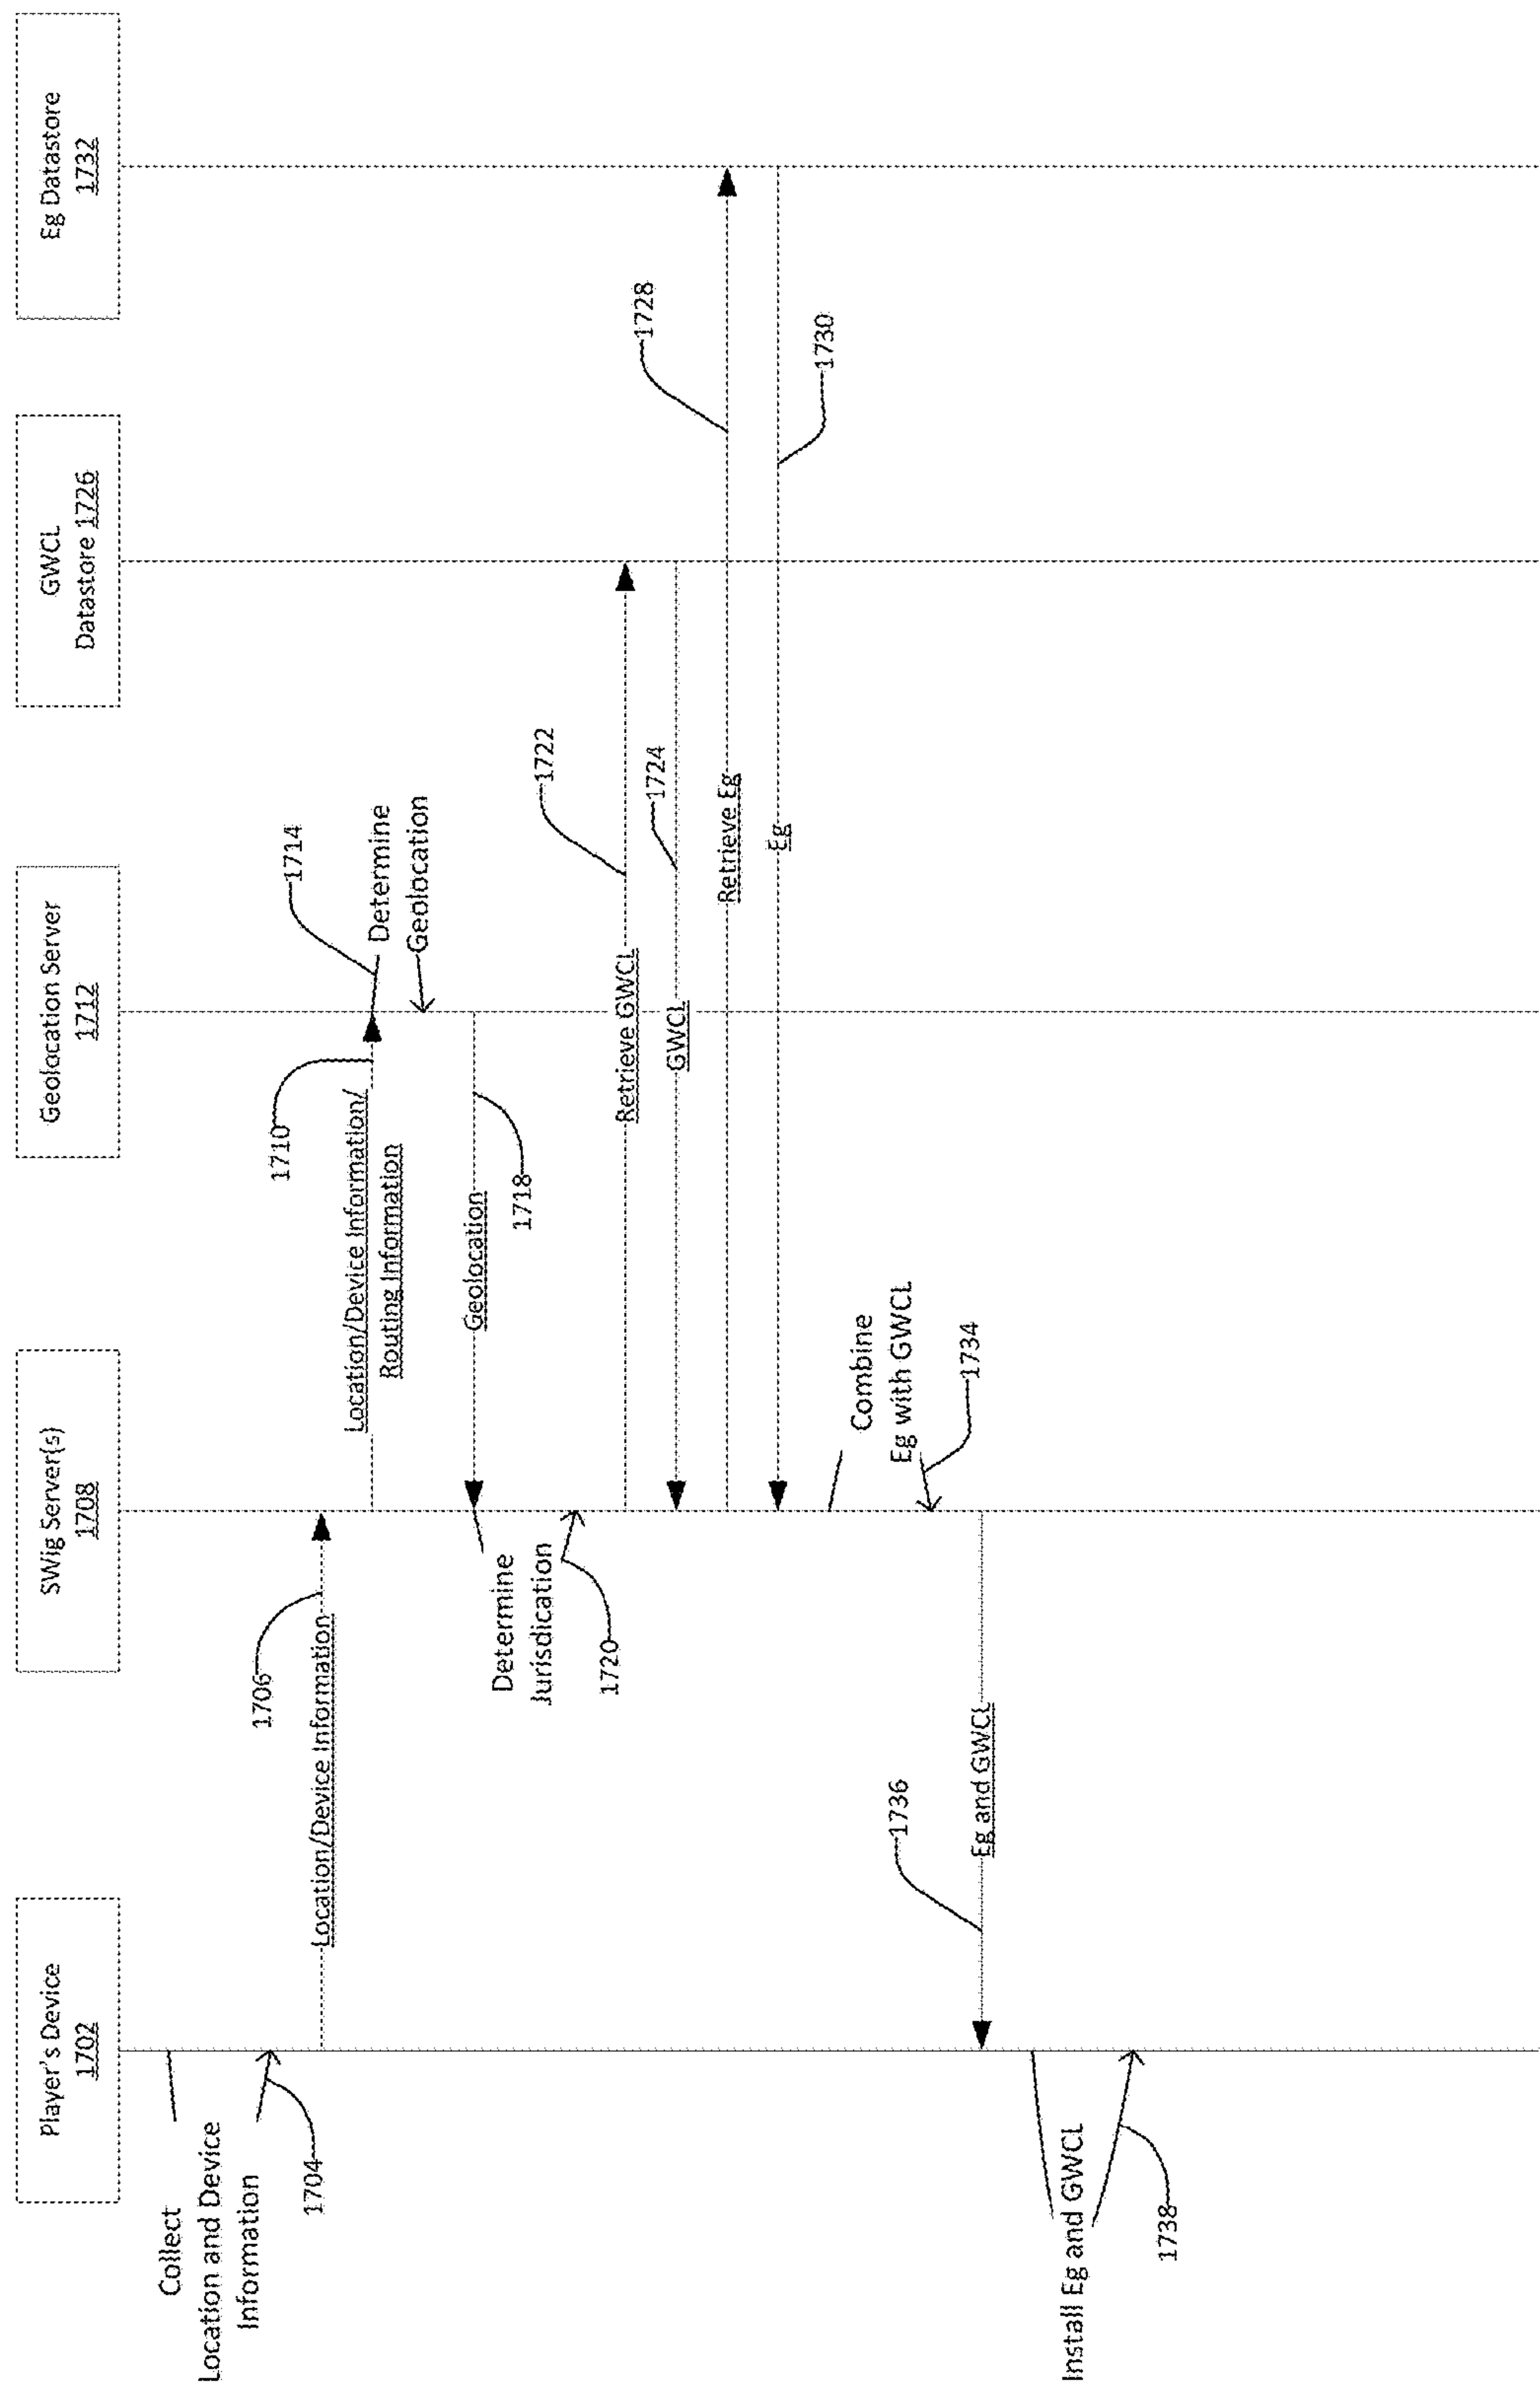 Player's Device
1702
SWig Server(s)
1708
Geolocation Server
1712
GWCL
Datastore 1726
Eg Datastore
1732
Collect
Location and Device
Information
1704
1706
Location/Device Information
1710
Location/Device Information/
Routing Information
1714
Determine
Geolocation
Geolocation
1718
Determine
Jurisdication
1720
1722
Retrieve GWCL
1724
GWCL
1728
Retrieve Eg
Eg
1730
Combine
Eg with GWCL
1734
1736
Eg and GWCL
Install Eg and GWCL
1738